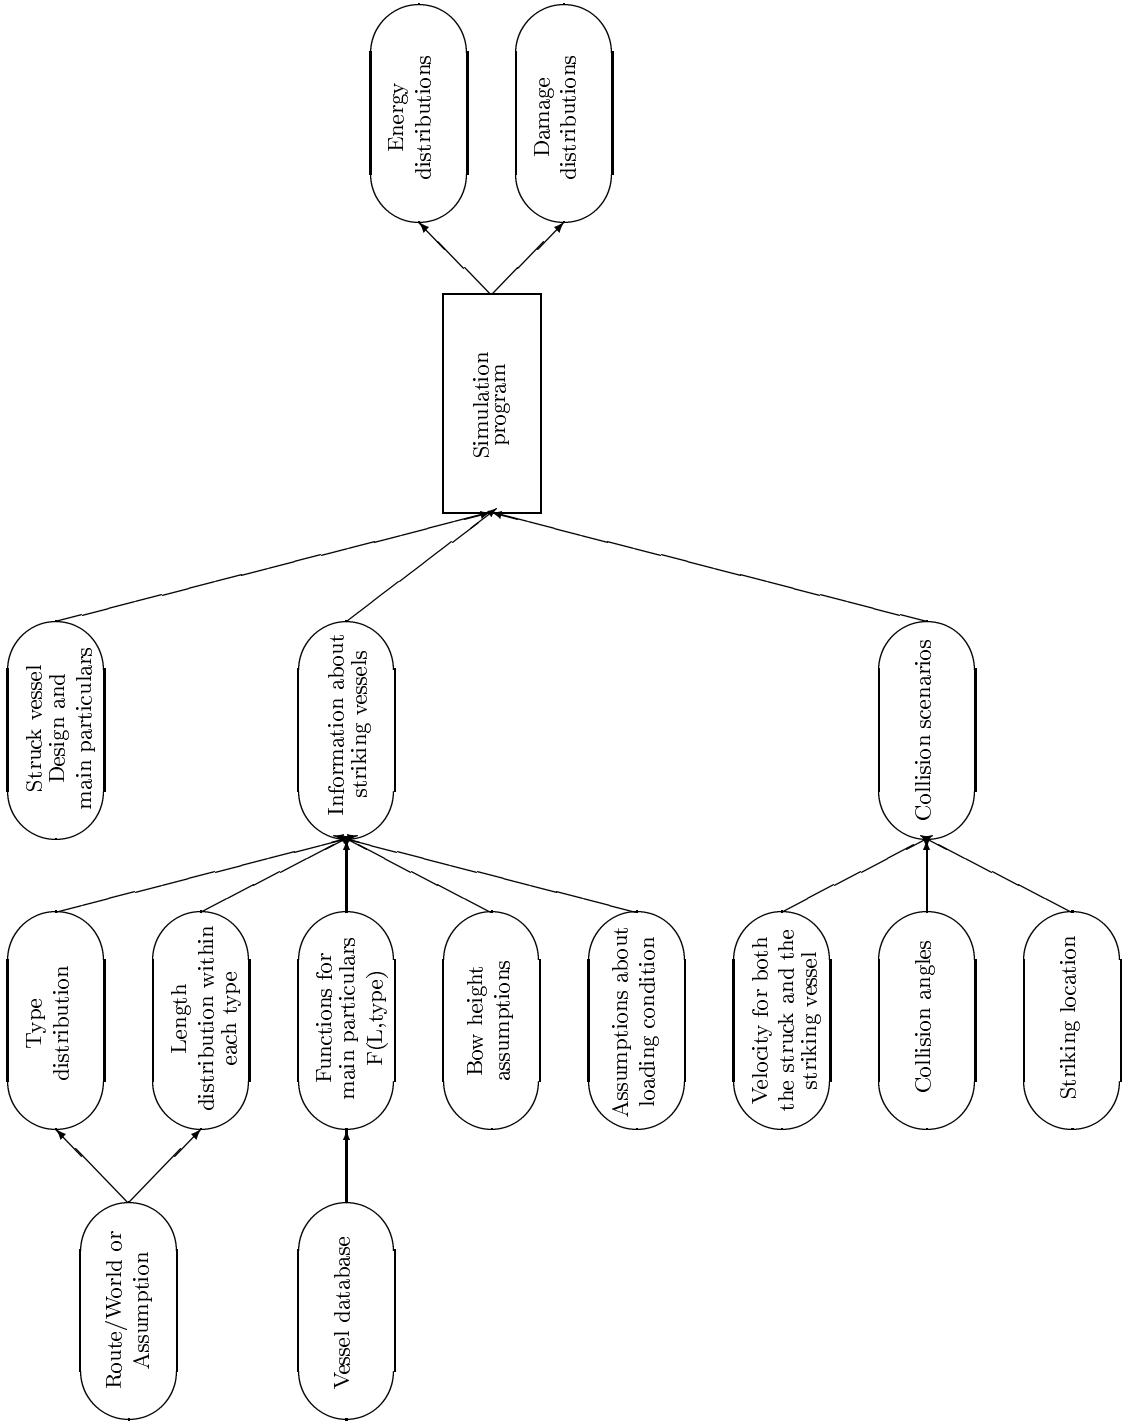 Route/World or
Assumption
Vessel database
Type
distribution
Length
distribution within
each type
Functions for
main particulars
F(L,type)
Bow height
assumptions
Assumptions about
loading condition
Velocity for both
the struck and the
striking vessel
Collision angles
Striking location
Struck vessel
Design and
main particulars
Information about
striking vessels
Collision scenarios
Simulation
program
Energy
distributions
Damage
distributions